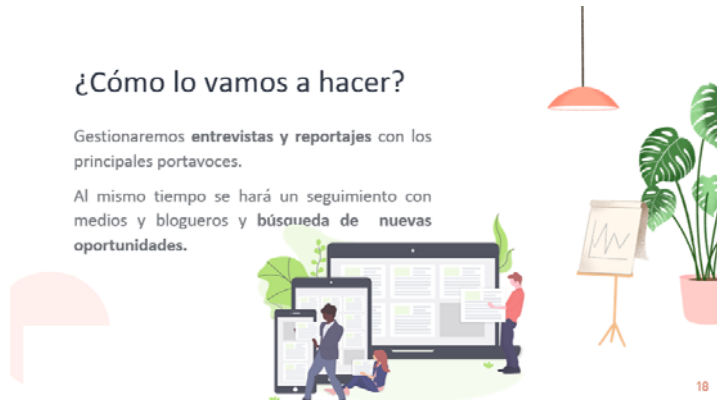 ¿Cómo lo vamos a hacer?
Gestionaremos entrevistas y reportajes con los
principales portavoces.
Al mismo tiempo se hará un seguimiento con
medios y blogueros y búsqueda de nuevas
oportunidades.
18